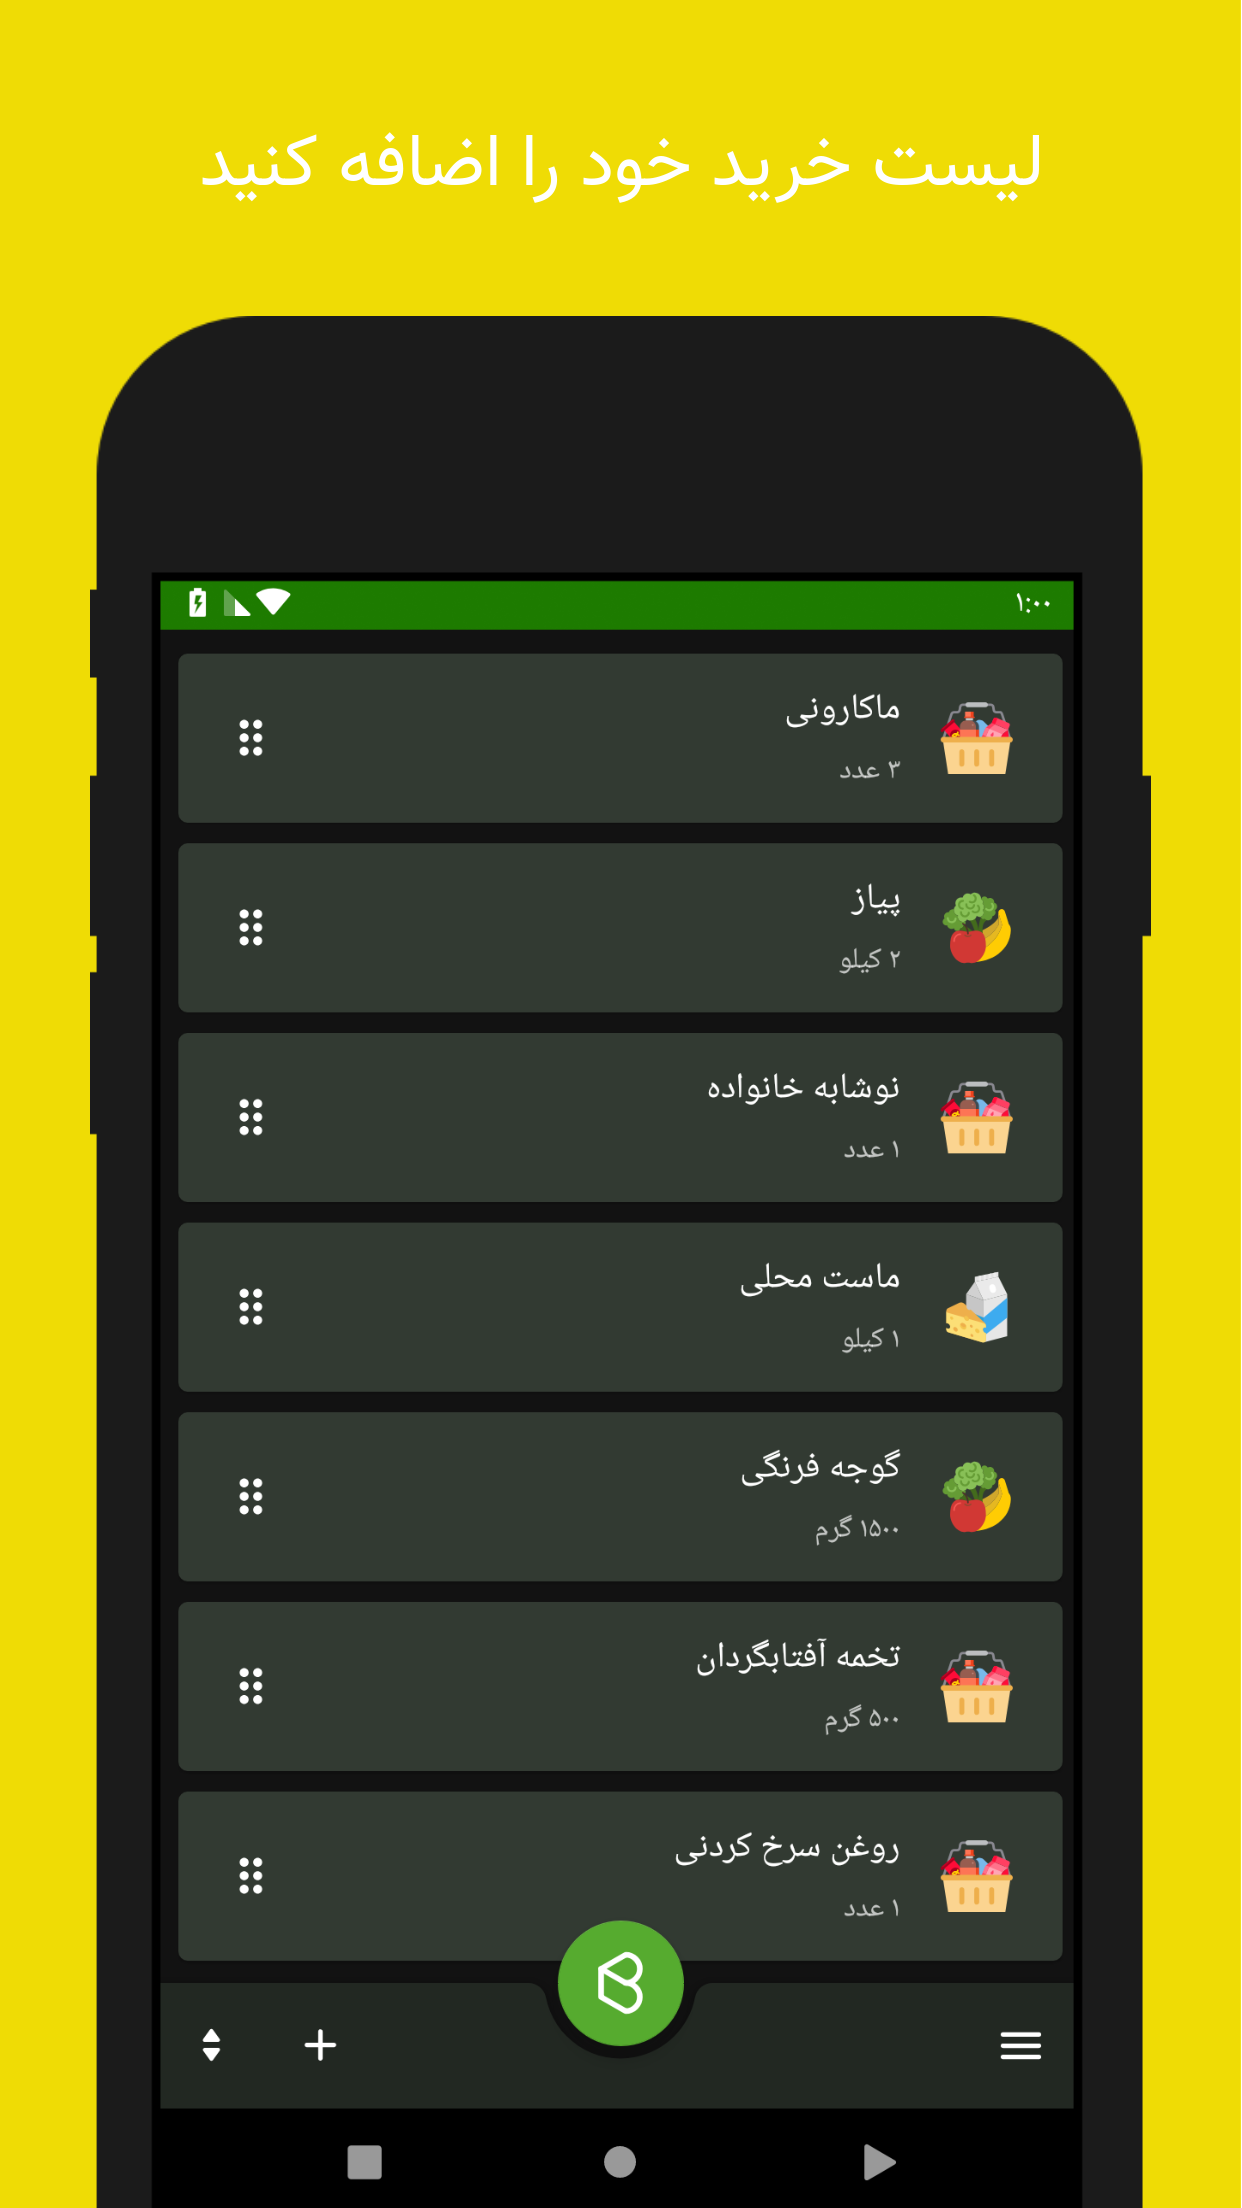 لیست خرید خود را اضافه کنید
۱:۰۰
ماکارونی
۳ عدد
پیاز
۲ کیلو
نوشابه خانواده
۱ عدد
ماست محلی
۱ کیلو
گوجه فرنگی
۱۵۰۰ گرم
تخمه آفتابگردان
۵۰۰ گرم
روغن سرخ کردنی
۱ عدد